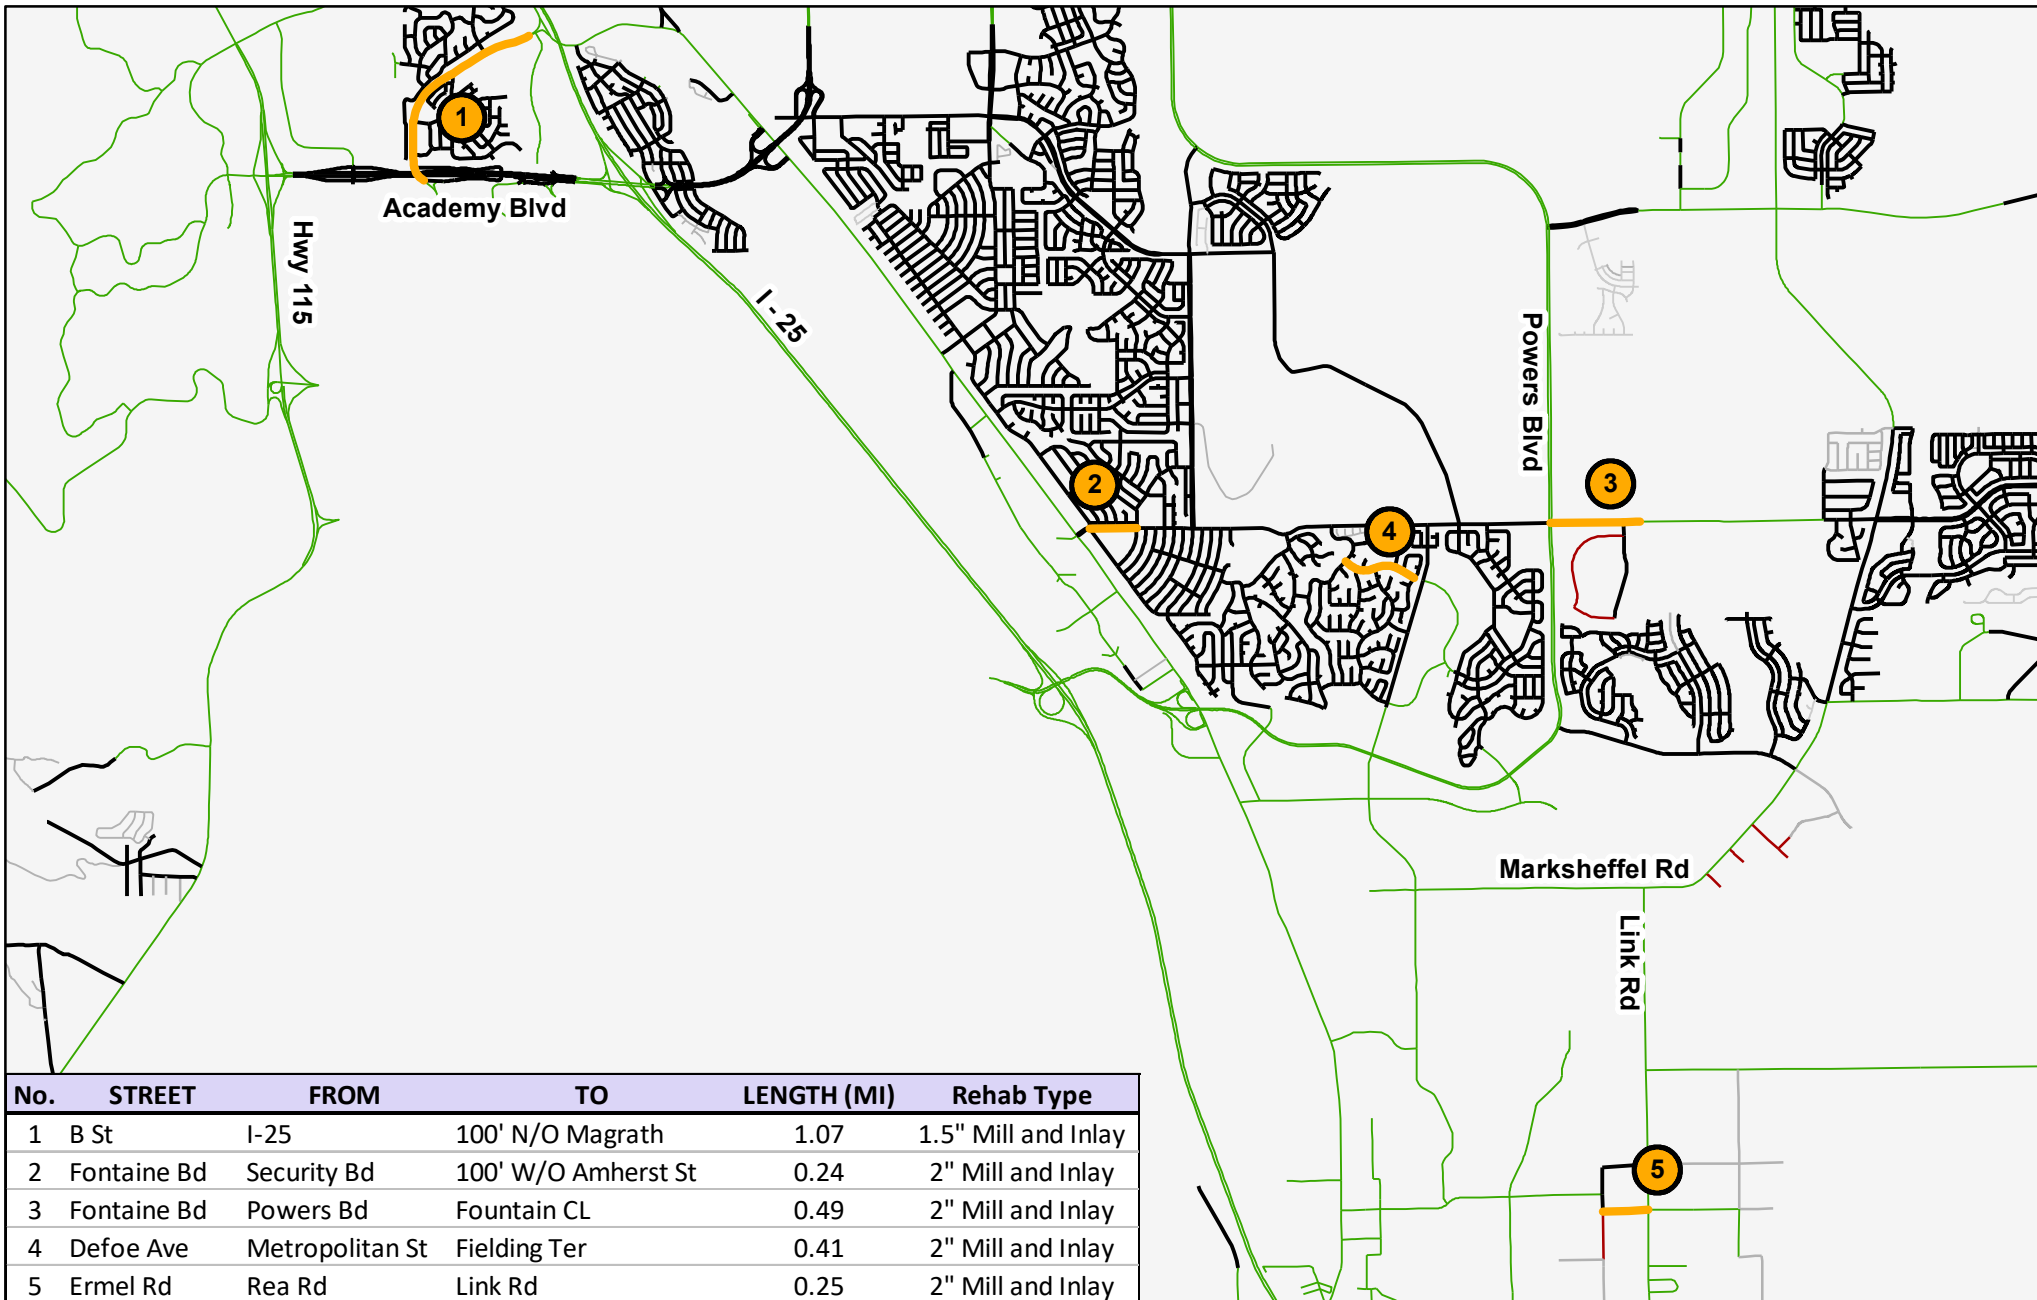 1
Academy Blvd
Hwy 115
I - 25
Powers Blvd
2
3
4
Marksheffel Rd
Link Rd
5
No. STREET FROM TO LENGTH (MI) Rehab Type
1 B St I-25 100' N/O Magrath 1.07 1.5" Mill and Inlay
2 Fontaine Bd Security Bd 100' W/O Amherst St 0.24 2" Mill and Inlay
3 Fontaine Bd Powers Bd Fountain CL 0.49 2" Mill and Inlay
4 Defoe Ave Metropolitan St Fielding Ter 0.41 2" Mill and Inlay
5 Ermel Rd Rea Rd Link Rd 0.25 2" Mill and Inlay